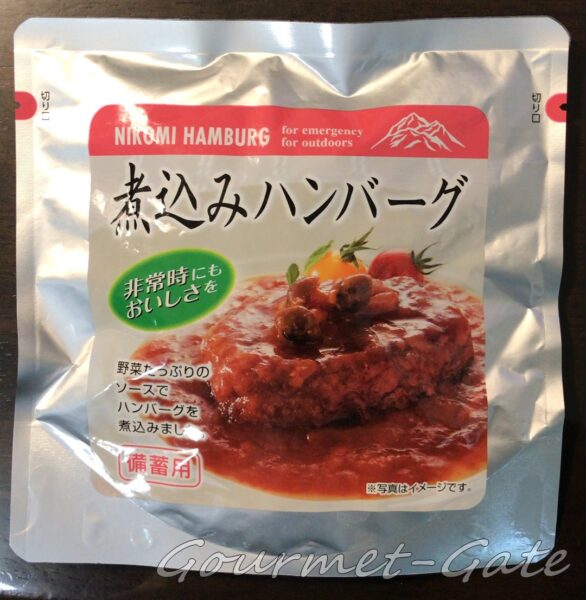 切り口
切り口
NIKOMI HAMBURG
for emergency
for outdoors
煮込みハンバーグ
非常時にも
おいしさを
野菜たっぷりの
ソースで
ハンバーグを
煮込みました。
備蓄用
※写真はイメージです。
Gourmet-Gate